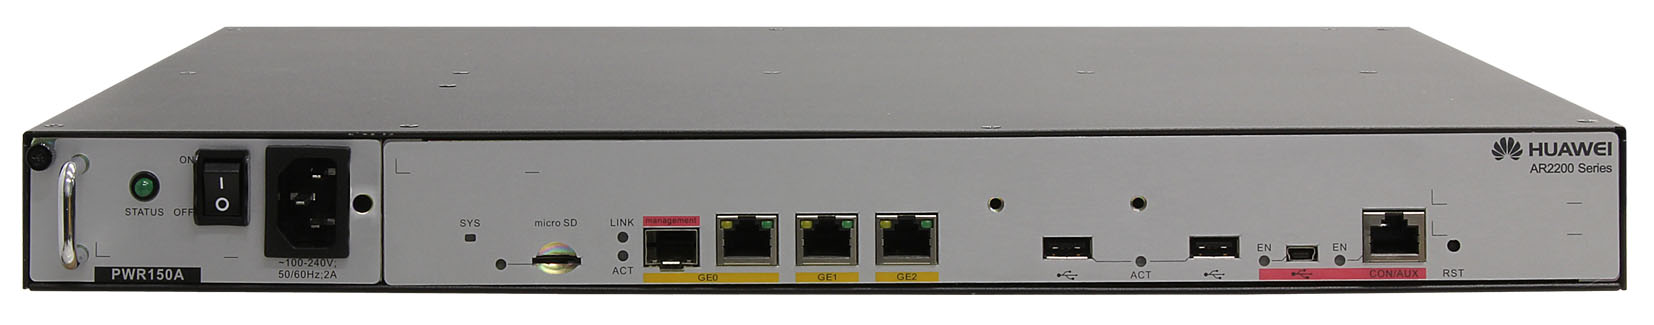 HUAWEI
AR2200 Series
ON
OFF
I
O
STATUS
PWR150A
~100-240V;
50/60Hz;2A
SYS
micro SD
LINK
ACT
management
GE0
GE1
GE2
ACT
EN
EN
CON/AUX
RST